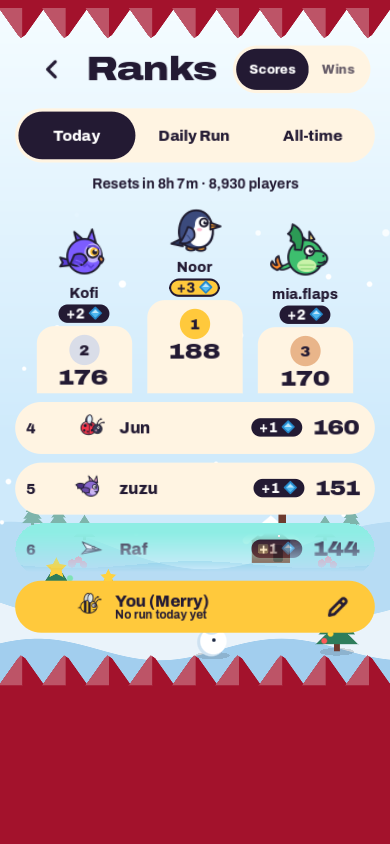 Ranks
Scores
Wins
Today
Daily Run
All-time
Resets in 8h 7m · 8,930 players
Noor
+3
1
188
Kofi
+2
2
176
mia.flaps
+2
3
170
4 Jun +1 160
5 zuzu +1 151
6 Raf +1 144
You (Merry)
No run today yet